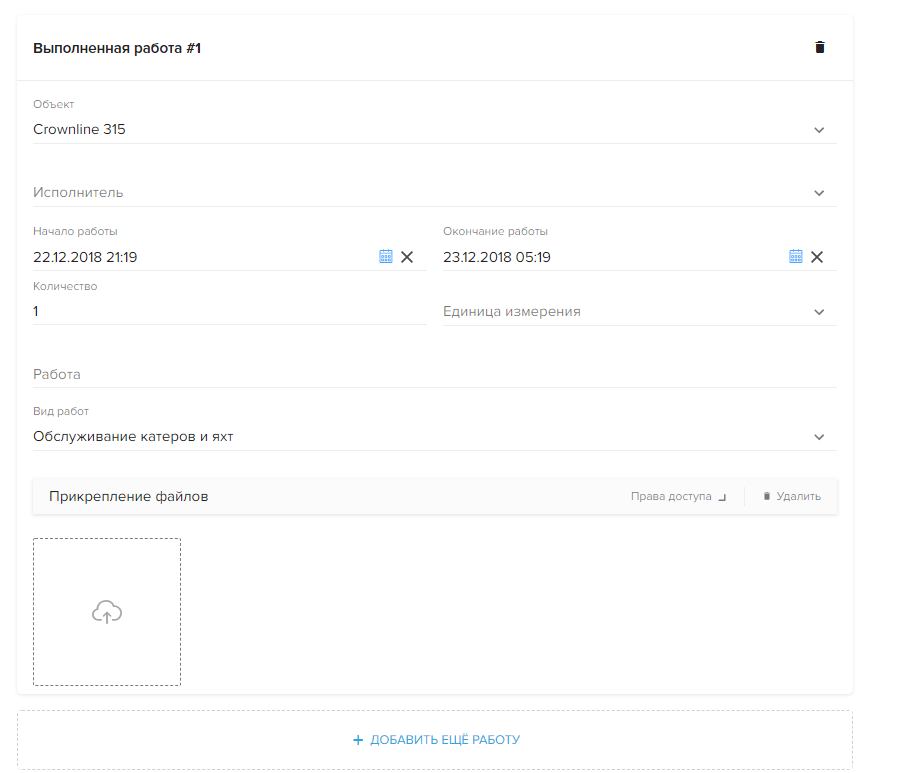 Выполненная работа #1
Объект
Crownline 315
Исполнитель
Начало работы
22.12.2018 21:19
Окончание работы
23.12.2018 05:19
Количество
1
Единица измерения
Работа
Вид работ
Обслуживание катеров и яхт
Прикрепление файлов
Права доступа
Удалить
+ ДОБАВИТЬ ЕЩЁ РАБОТУ